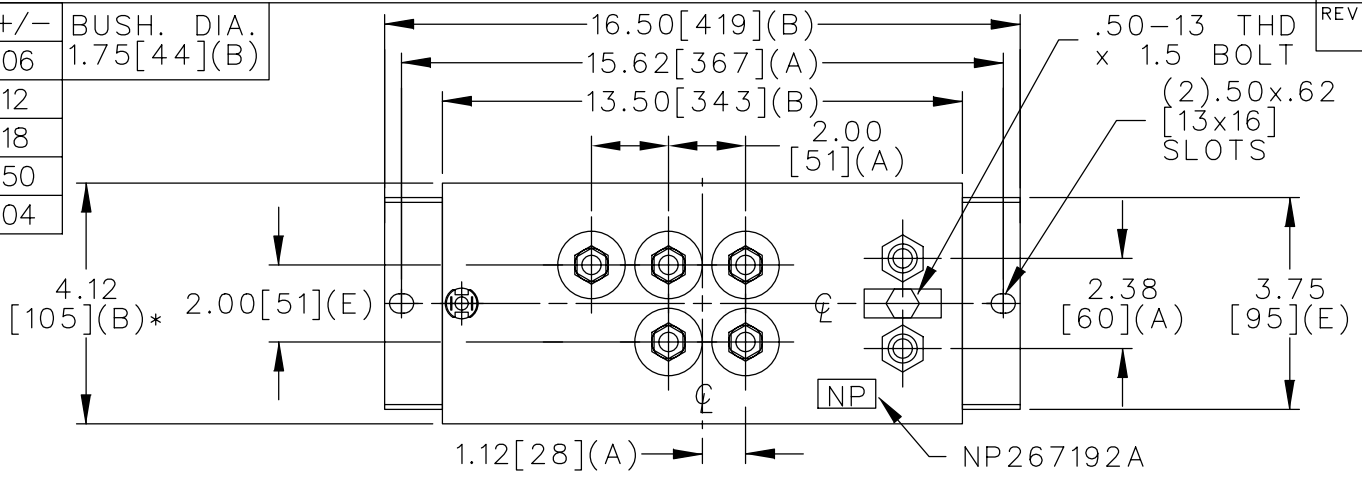 +/-
06
12
18
50
04
BUSH. DIA.
1.75[44](B)
16.50[419](B)
15.62[367](A)
13.50[343](B)
2.00
[51](A)
.50-13 THD
x 1.5 BOLT
(2).50x.62
[13x16]
SLOTS
REV
4.12
[105](B)*
2.00[51](E)
2.38
[60](A)
3.75
[95](E)
℄
℄
NP
1.12[28](A)
NP267192A